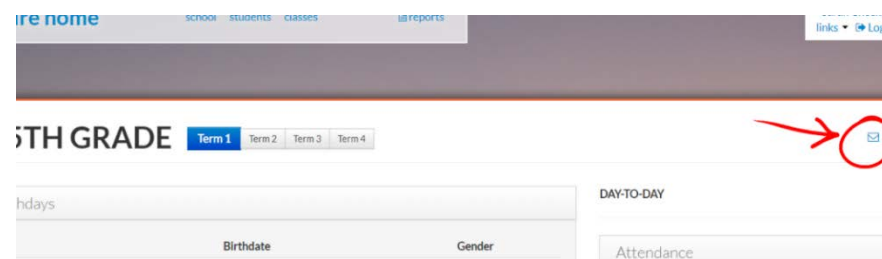 home
school students classes reports
links Log
5TH GRADE Term 1 Term 2 Term 3 Term 4
hdays
DAY-TO-DAY
Birthdate Gender
Attendance